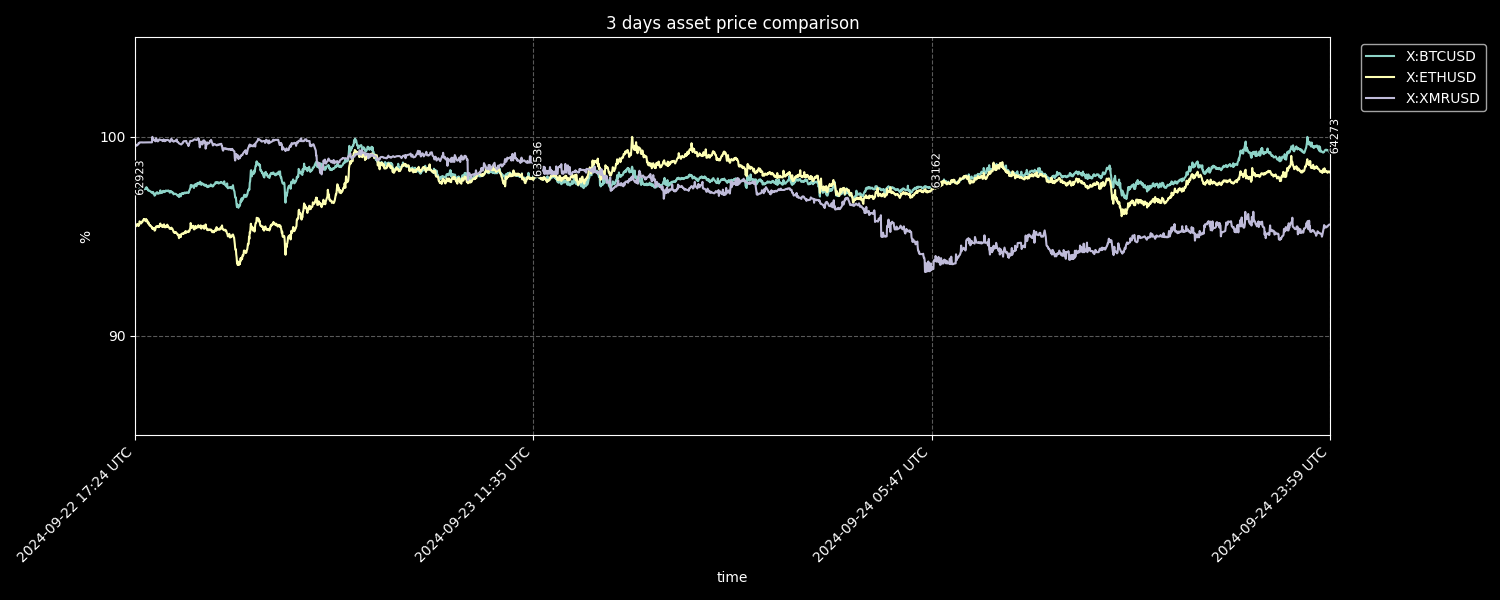 3 days asset price comparison
X:BTCUSD
X:ETHUSD
X:XMRUSD
100
90
%
62923
63536
63162
64273
2024-09-22 17:24 UTC
2024-09-23 11:35 UTC
2024-09-24 05:47 UTC
2024-09-24 23:59 UTC
time